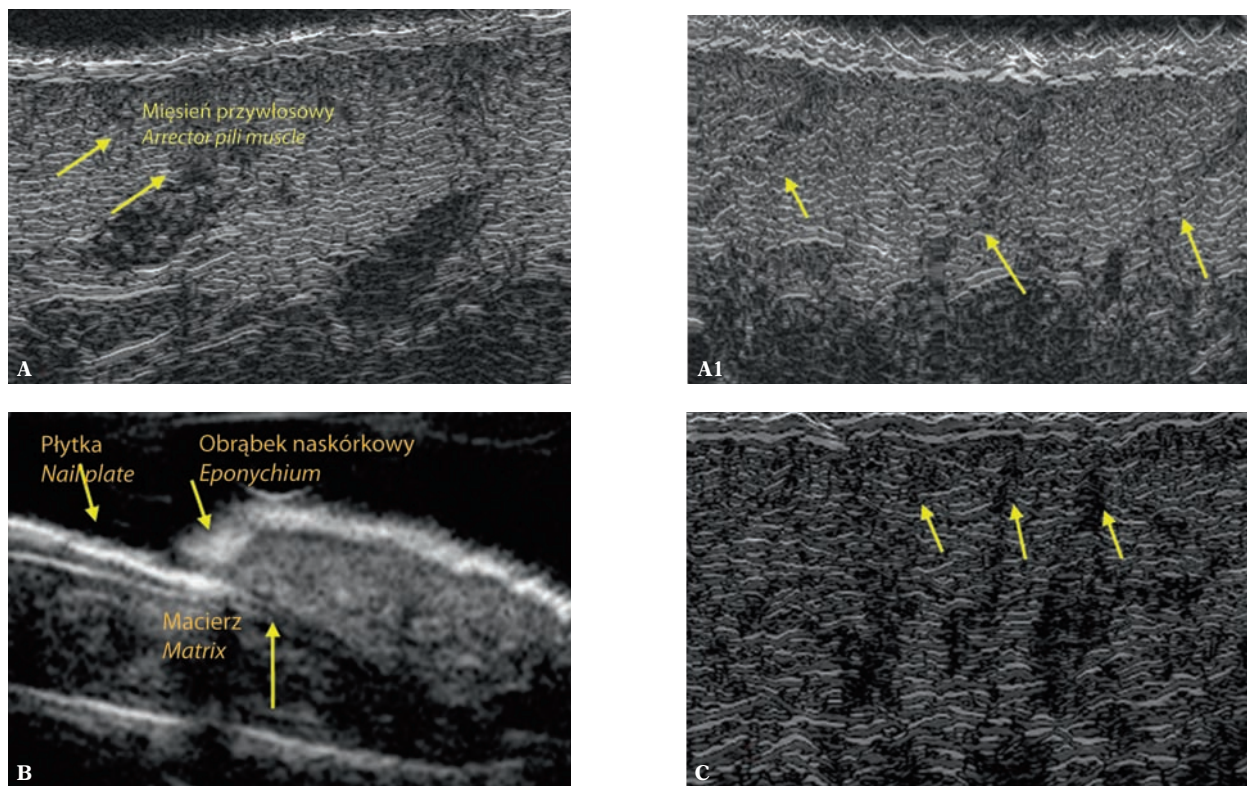 Mięsień przywłosowy
Arrector pili muscle
A
A1
Płytka
Nail plate
Obrąbek naskórkowy
Eponychium
Macierz
Matrix
B
C